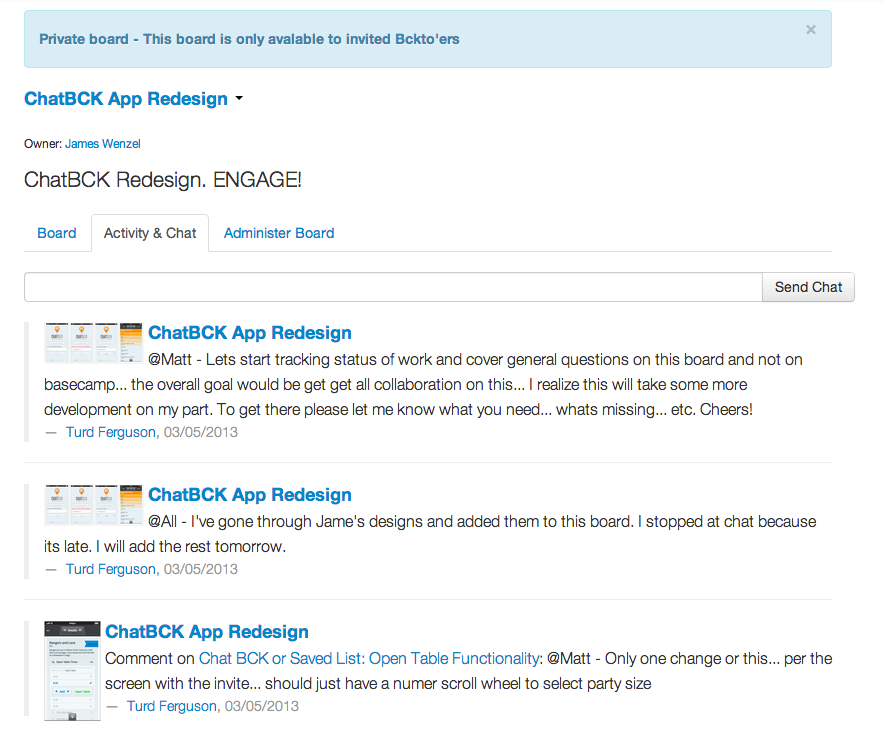 Private board - This board is only avalable to invited Bckto'ers
×
ChatBCK App Redesign
Owner: James Wenzel
ChatBCK Redesign. ENGAGE!
Board Activity & Chat Administer Board
Send Chat
ChatBCK App Redesign
@Matt - Lets start tracking status of work and cover general questions on this board and not on
basecamp... the overall goal would be get get all collaboration on this... I realize this will take some more
development on my part. To get there please let me know what you need... whats missing... etc. Cheers!
— Turd Ferguson, 03/05/2013
ChatBCK App Redesign
@All - I've gone through Jame's designs and added them to this board. I stopped at chat because
its late. I will add the rest tomorrow.
— Turd Ferguson, 03/05/2013
ChatBCK App Redesign
Comment on Chat BCK or Saved List: Open Table Functionality: @Matt - Only one change or this... per the
screen with the invite... should just have a numer scroll wheel to select party size
— Turd Ferguson, 03/05/2013